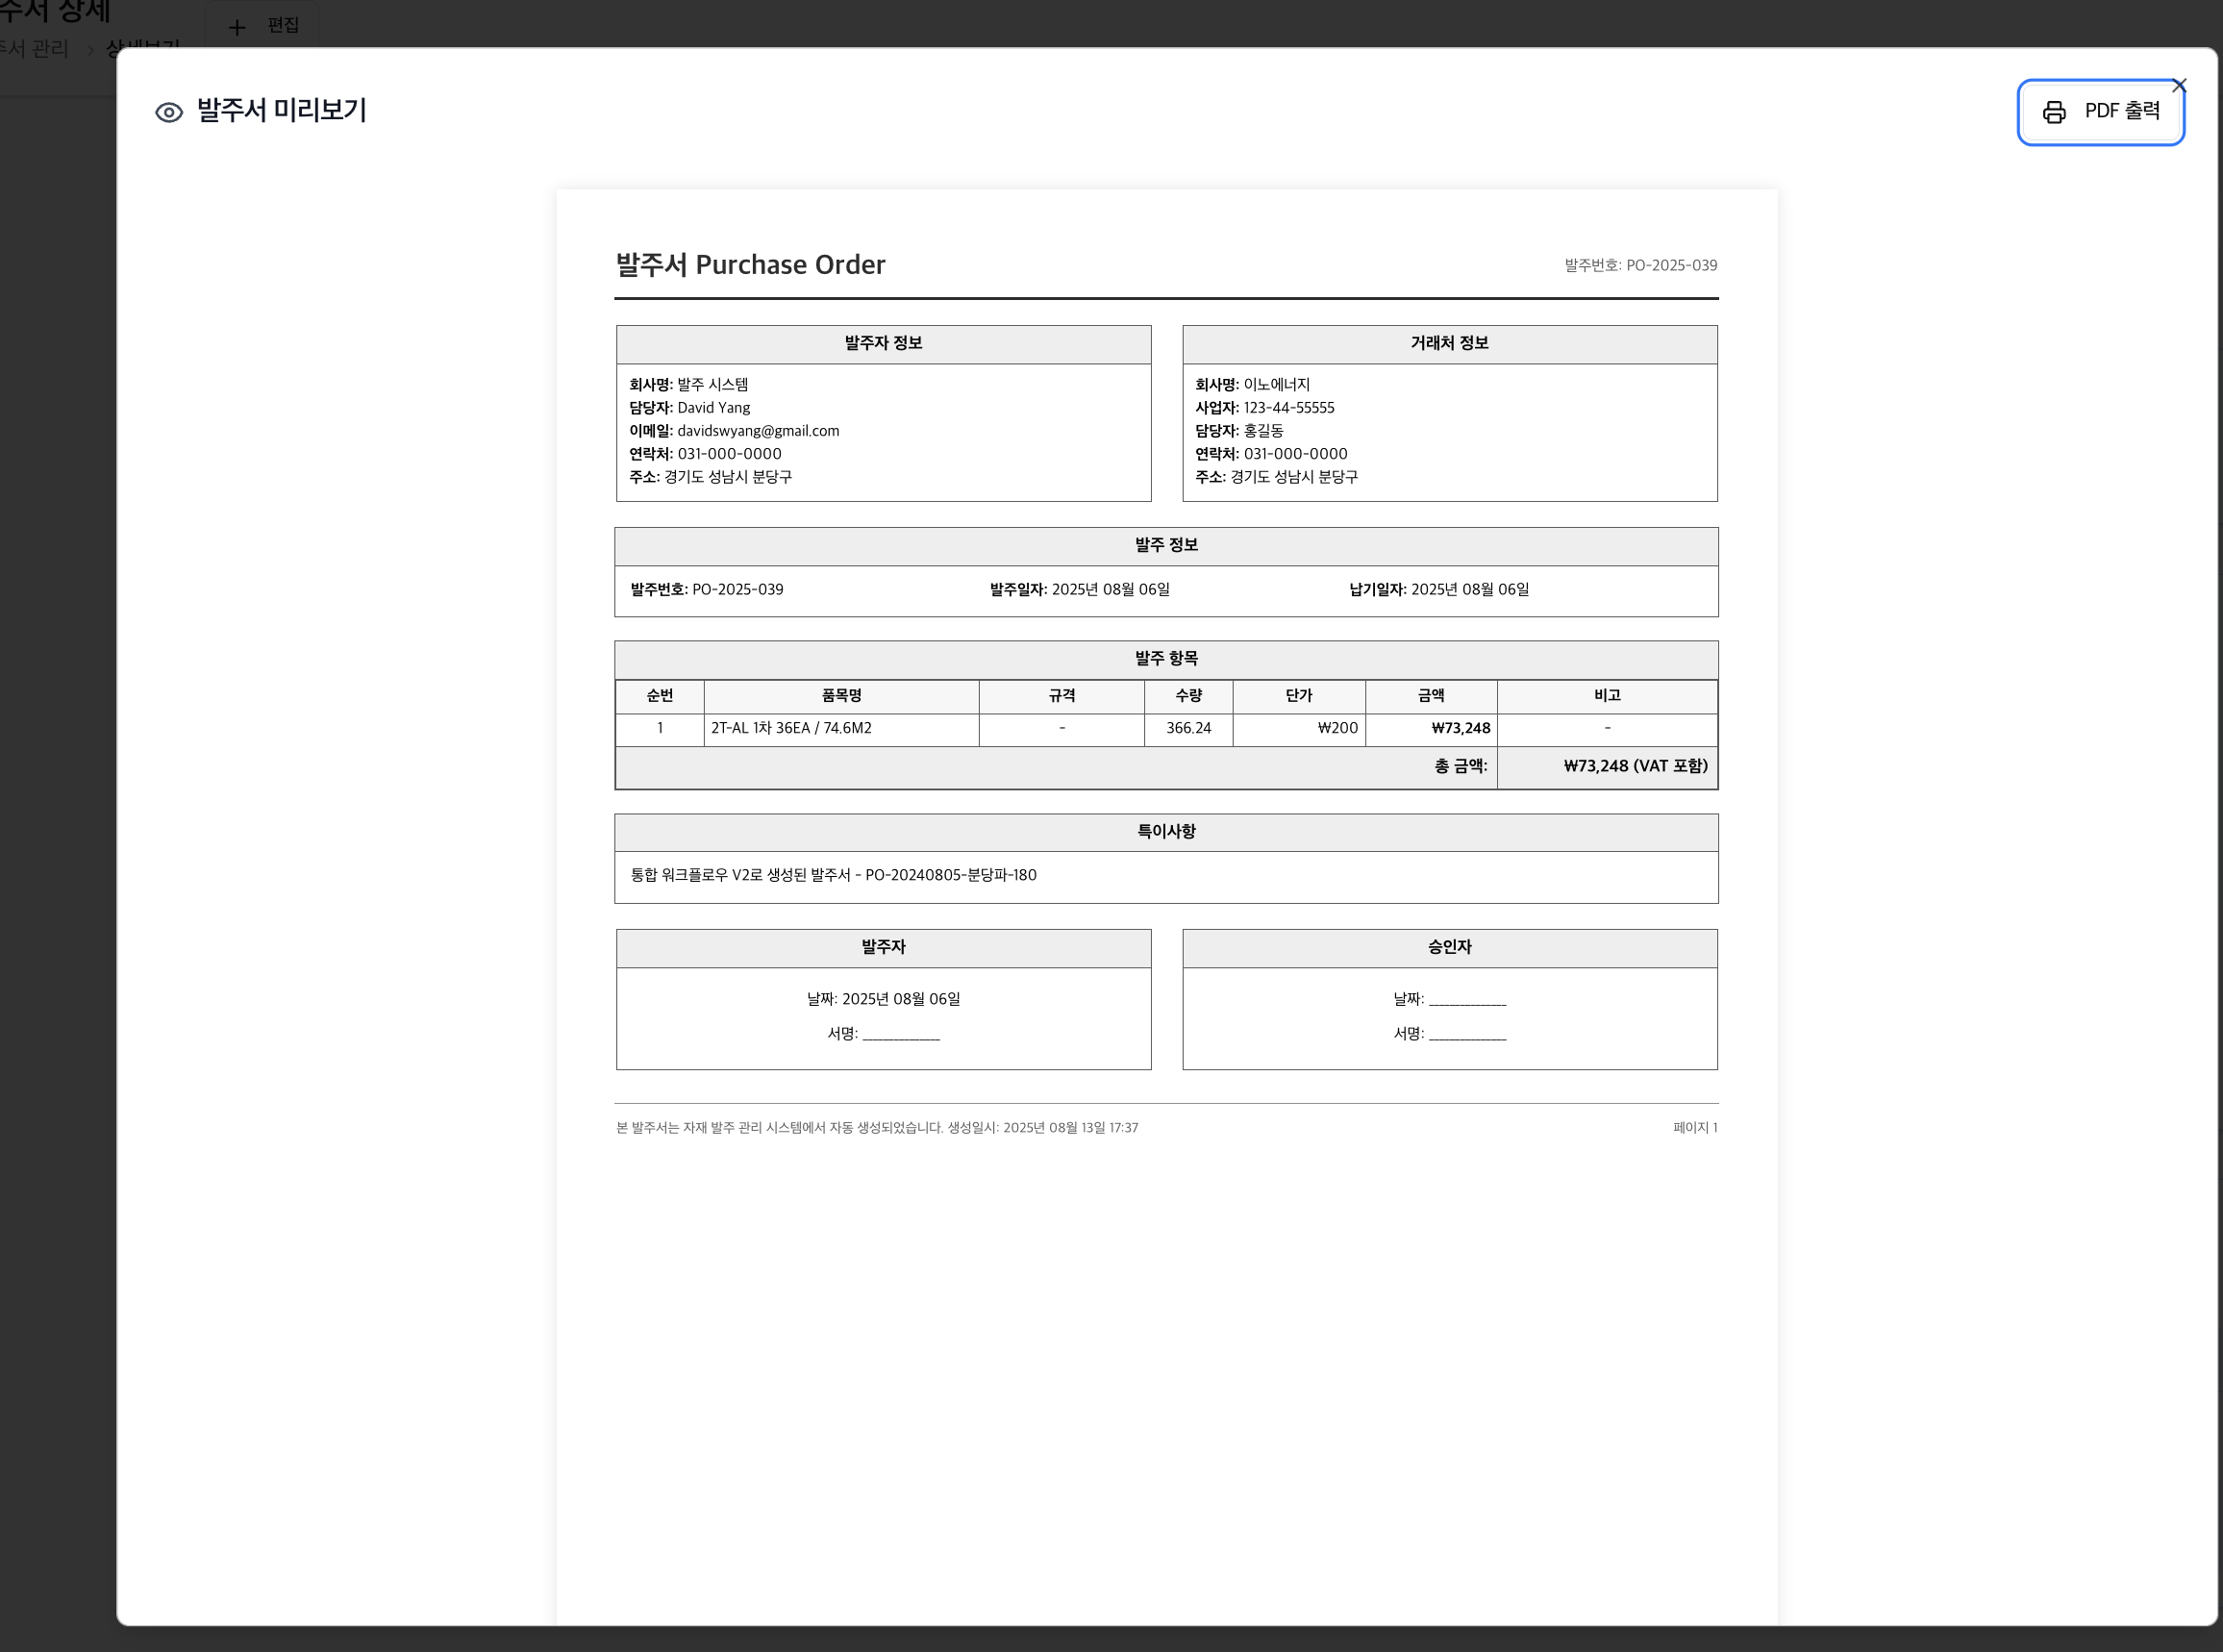 주서 상세
편집
주서 관리 > 상세보기
발주서 미리보기
PDF 출력
발주서 Purchase Order
발주번호: PO-2025-039
발주자 정보
회사명: 발주 시스템
담당자: David Yang
이메일: davidswyang@gmail.com
연락처: 031-000-0000
주소: 경기도 성남시 분당구
거래처 정보
회사명: 이노에너지
사업자: 123-44-55555
담당자: 홍길동
연락처: 031-000-0000
주소: 경기도 성남시 분당구
발주 정보
발주번호: PO-2025-039 발주일자: 2025년 08월 06일 납기일자: 2025년 08월 06일
발주 항목
순번 품목명 규격 수량 단가 금액 비고
1 2T-AL 1차 36EA / 74.6M2 - 366.24 ₩200 ₩73,248 -
총 금액: ₩73,248 (VAT 포함)
특이사항
통합 워크플로우 V2로 생성된 발주서 - PO-20240805-분당파-180
발주자
날짜: 2025년 08월 06일
서명: ______________
승인자
날짜: ______________
서명: ______________
본 발주서는 자재 발주 관리 시스템에서 자동 생성되었습니다. 생성일시: 2025년 08월 13일 17:37
페이지 1